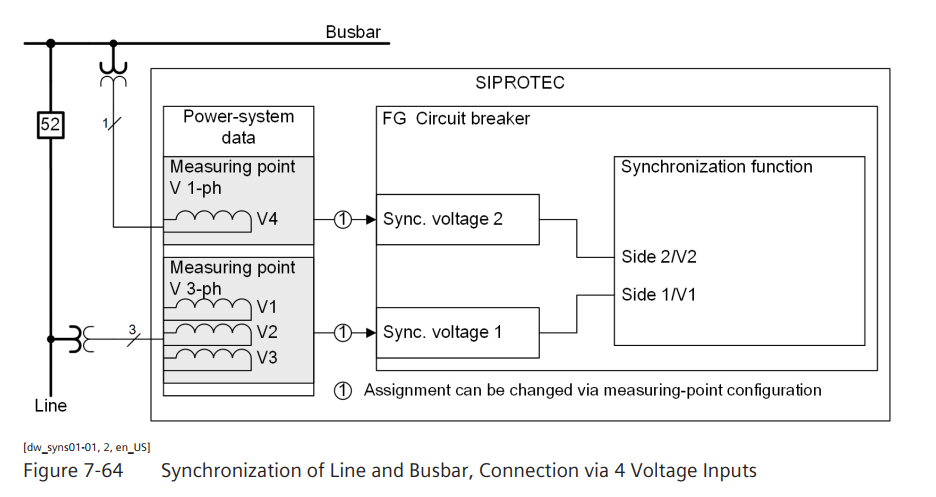 Busbar
SIPROTEC
52
1
Power-system
data
FG Circuit breaker
Measuring point
V 1-ph
V4
1
Sync. voltage 2
Synchronization function
Side 2/V2
Side 1/V1
Measuring point
V 3-ph
V1
V2
V3
3
1
Sync. voltage 1
Line
1 Assignment can be changed via measuring-point configuration
[dw_syns01-01, 2, en_US]
Figure 7-64 Synchronization of Line and Busbar, Connection via 4 Voltage Inputs